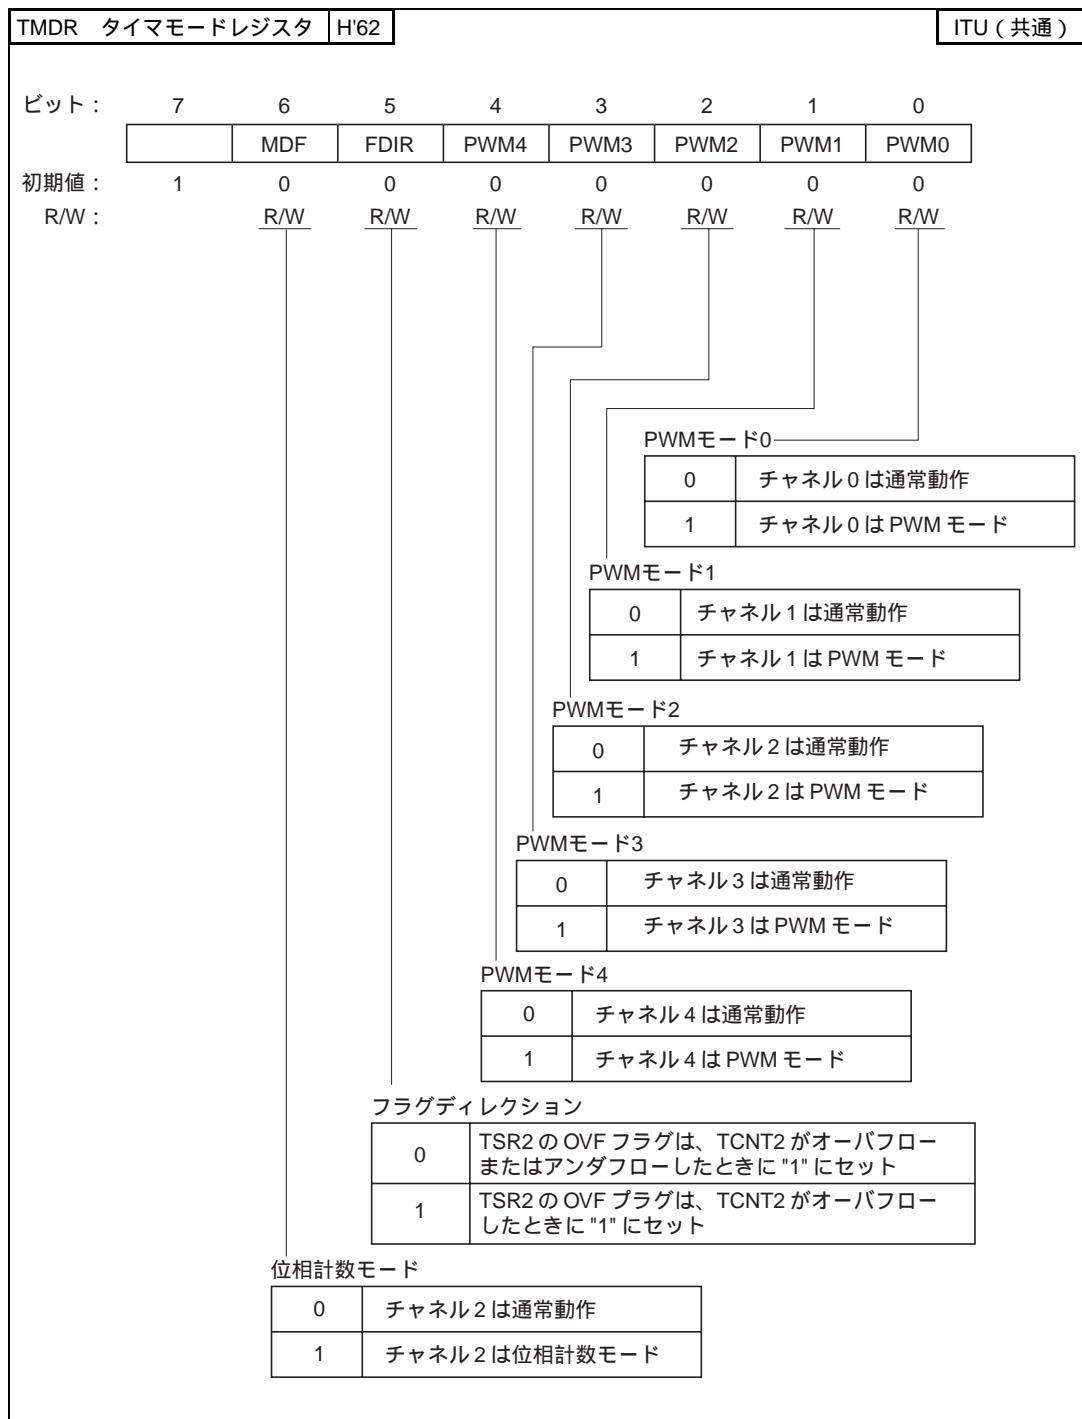 TMDR タイマモードレジスタ H'62 ITU（共通）
ビット： 7 6 5 4 3 2 1 0
MDF FDIR PWM4 PWM3 PWM2 PWM1 PWM0
初期値： 1 0 0 0 0 0 0 0
R/W： R/W R/W R/W R/W R/W R/W R/W
PWMモード0
0 チャネル0は通常動作
1 チャネル0はPWMモード
PWMモード1
0 チャネル1は通常動作
1 チャネル1はPWMモード
PWMモード2
0 チャネル2は通常動作
1 チャネル2はPWMモード
PWMモード3
0 チャネル3は通常動作
1 チャネル3はPWMモード
PWMモード4
0 チャネル4は通常動作
1 チャネル4はPWMモード
フラグディレクション
0 TSR2のOVFフラグは、TCNT2がオーバフロー
またはアンダフローしたときに"1"にセット
1 TSR2のOVFプラグは、TCNT2がオーバフロー
したときに"1"にセット
位相計数モード
0 チャネル2は通常動作
1 チャネル2は位相計数モード